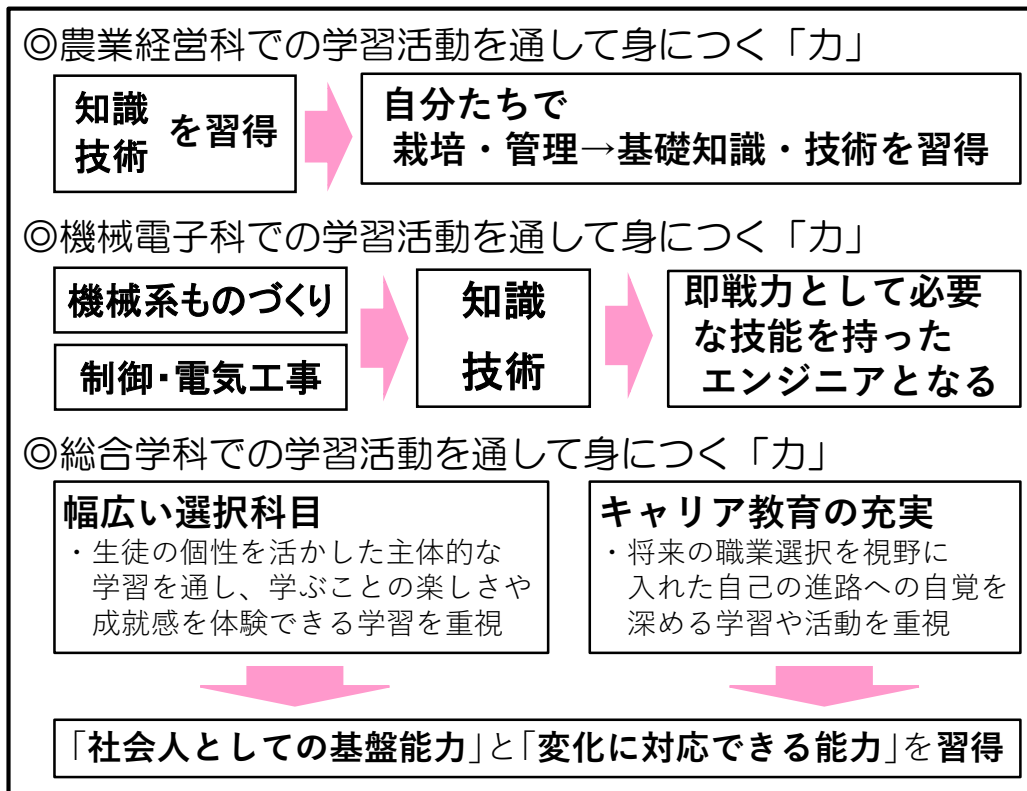 ◎農業経営科での学習活動を通して身につく「力」
知識
技術
を習得
自分たちで
栽培・管理→基礎知識・技術を習得
◎機械電子科での学習活動を通して身につく「力」
機械系ものづくり
制御・電気工事
知識
技術
即戦力として必要
な技能を持った
エンジニアとなる
◎総合学科での学習活動を通して身につく「力」
幅広い選択科目
・生徒の個性を活かした主体的な
学習を通し、学ぶことの楽しさや
成就感を体験できる学習を重視
キャリア教育の充実
・将来の職業選択を視野に
入れた自己の進路への自覚を
深める学習や活動を重視
「社会人としての基盤能力」と「変化に対応できる能力」を習得